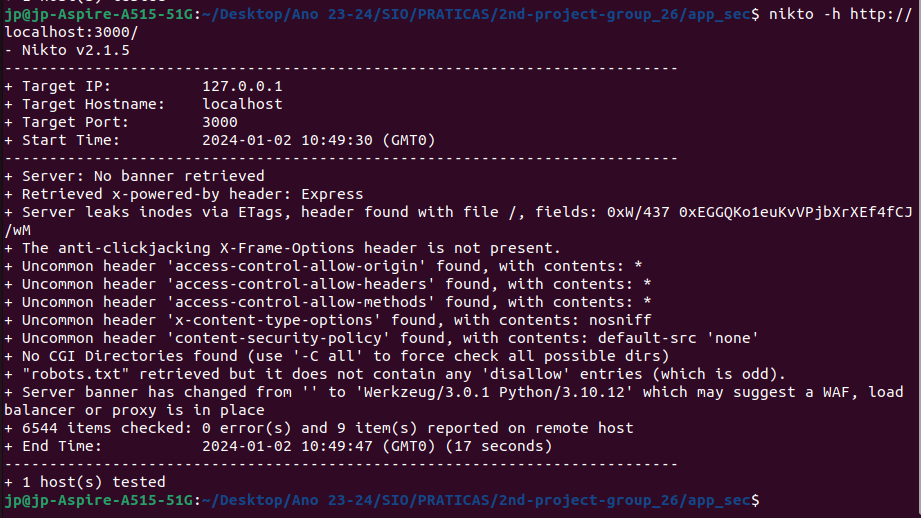 1 host(s) tested
jp@jp-Aspire-A515-51G:~/Desktop/Ano 23-24/SIO/PRATICAS/2nd-project-group_26/app_sec$ nikto -h http://
localhost:3000/
- Nikto v2.1.5
---------------------------------------------------------------------------
+ Target IP:          127.0.0.1
+ Target Hostname:    localhost
+ Target Port:        3000
+ Start Time:         2024-01-02 10:49:30 (GMT0)
---------------------------------------------------------------------------
+ Server: No banner retrieved
+ Retrieved x-powered-by header: Express
+ Server leaks inodes via ETags, header found with file /, fields: 0xW/437 0xEGGQKo1euKvVPjbXrXEf4fCJ
/wM
+ The anti-clickjacking X-Frame-Options header is not present.
+ Uncommon header 'access-control-allow-origin' found, with contents: *
+ Uncommon header 'access-control-allow-headers' found, with contents: *
+ Uncommon header 'access-control-allow-methods' found, with contents: *
+ Uncommon header 'x-content-type-options' found, with contents: nosniff
+ Uncommon header 'content-security-policy' found, with contents: default-src 'none'
+ No CGI Directories found (use '-C all' to force check all possible dirs)
+ "robots.txt" retrieved but it does not contain any 'disallow' entries (which is odd).
+ Server banner has changed from '' to 'Werkzeug/3.0.1 Python/3.10.12' which may suggest a WAF, load
balancer or proxy is in place
+ 6544 items checked: 0 error(s) and 9 item(s) reported on remote host
+ End Time:           2024-01-02 10:49:47 (GMT0) (17 seconds)
---------------------------------------------------------------------------
+ 1 host(s) tested
jp@jp-Aspire-A515-51G:~/Desktop/Ano 23-24/SIO/PRATICAS/2nd-project-group_26/app_sec$